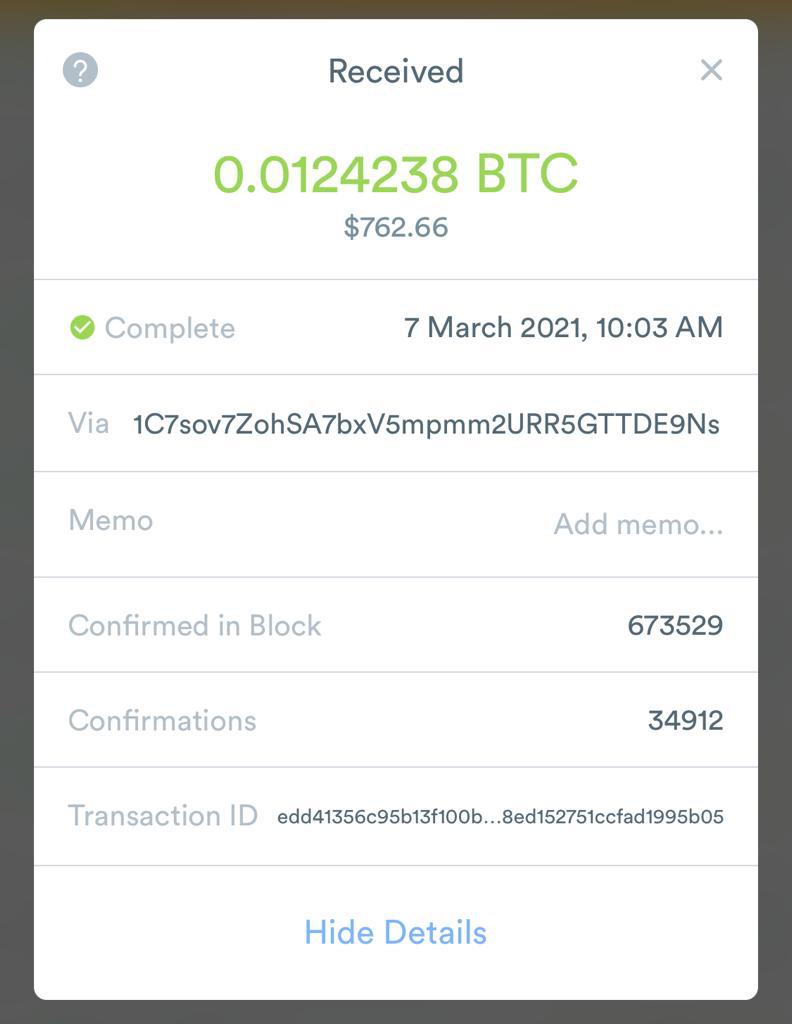 ?
Received
0.0124238 BTC
$762.66
Complete 7 March 2021, 10:03 AM
Via 1C7sov7ZohSA7bxV5mpmm2URR5GTTDE9Ns
Memo Add memo...
Confirmed in Block 673529
Confirmations 34912
Transaction ID edd41356c95b13f100b...8ed152751ccfad1995b05
Hide Details